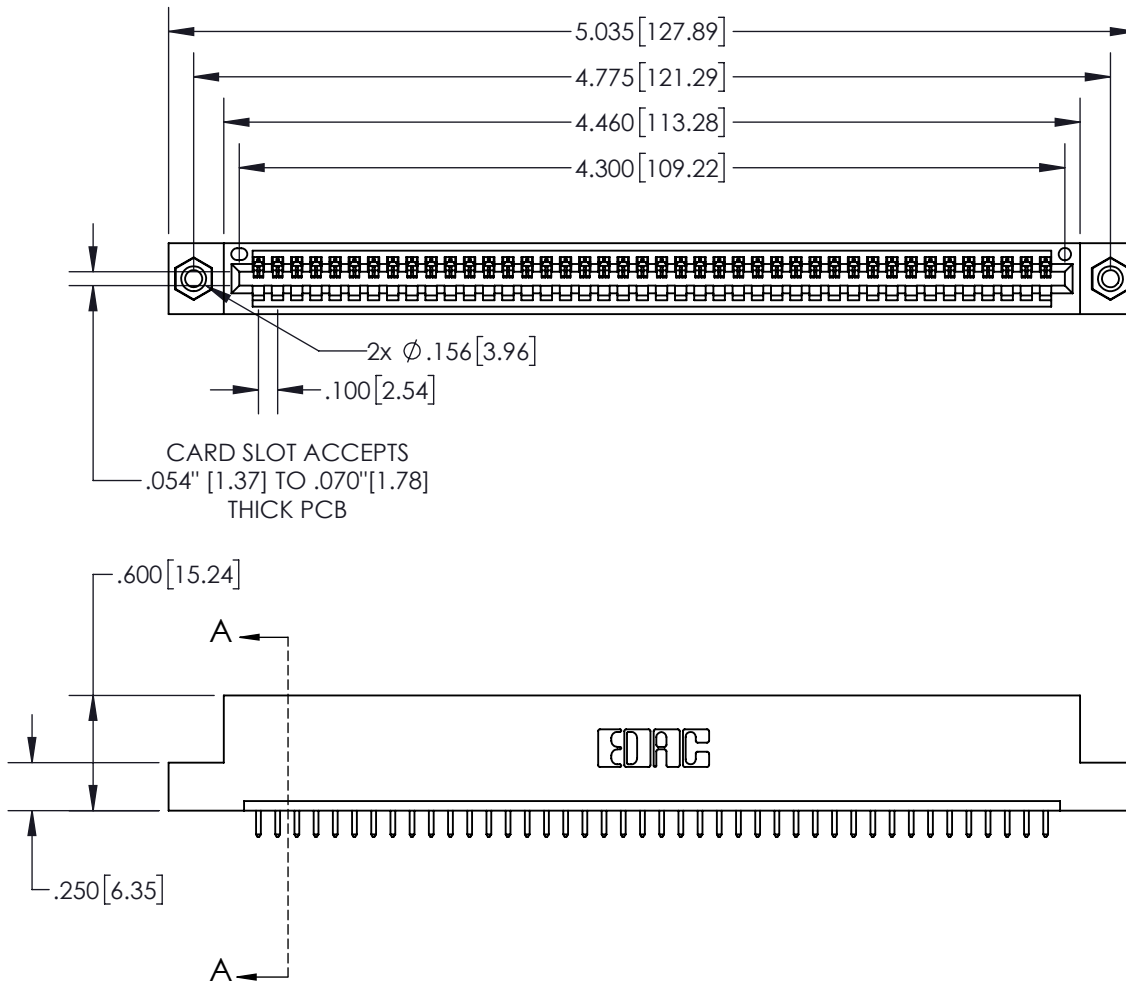 5.035[127.89]
4.775[121.29]
4.460[113.28]
4.300[109.22]
2x ∅.156[3.96]
.100[2.54]
CARD SLOT ACCEPTS
.054" [1.37] TO .070"[1.78]
THICK PCB
.600[15.24]
A
EDAC
.250[6.35]
A